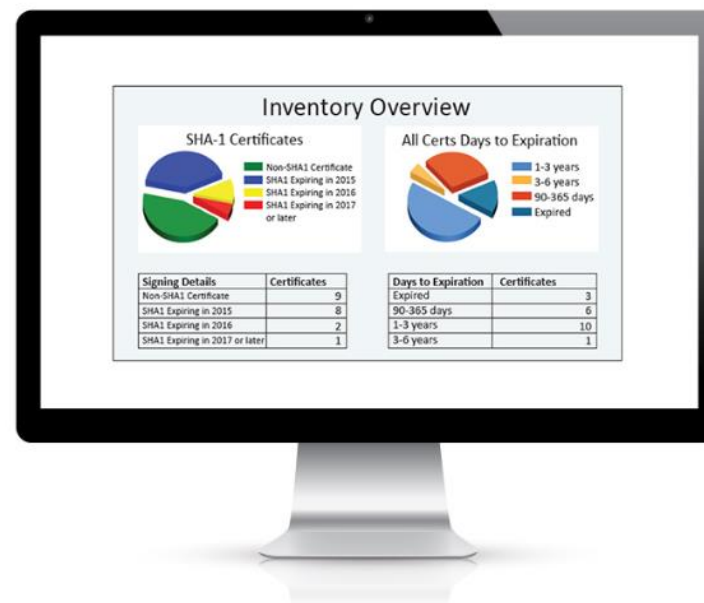 Inventory Overview
SHA-1 Certificates
Non-SHA1 Certificate
SHA1 Expiring in 2015
SHA1 Expiring in 2016
SHA1 Expiring in 2017
or later
All Certs Days to Expiration
1-3 years
3-6 years
90-365 days
Expired
Signing Details Certificates
Non-SHA1 Certificate 9
SHA1 Expiring in 2015 8
SHA1 Expiring in 2016 2
SHA1 Expiring in 2017 or later 1
Days to Expiration Certificates
Expired 3
90-365 days 6
1-3 years 10
3-6 years 1